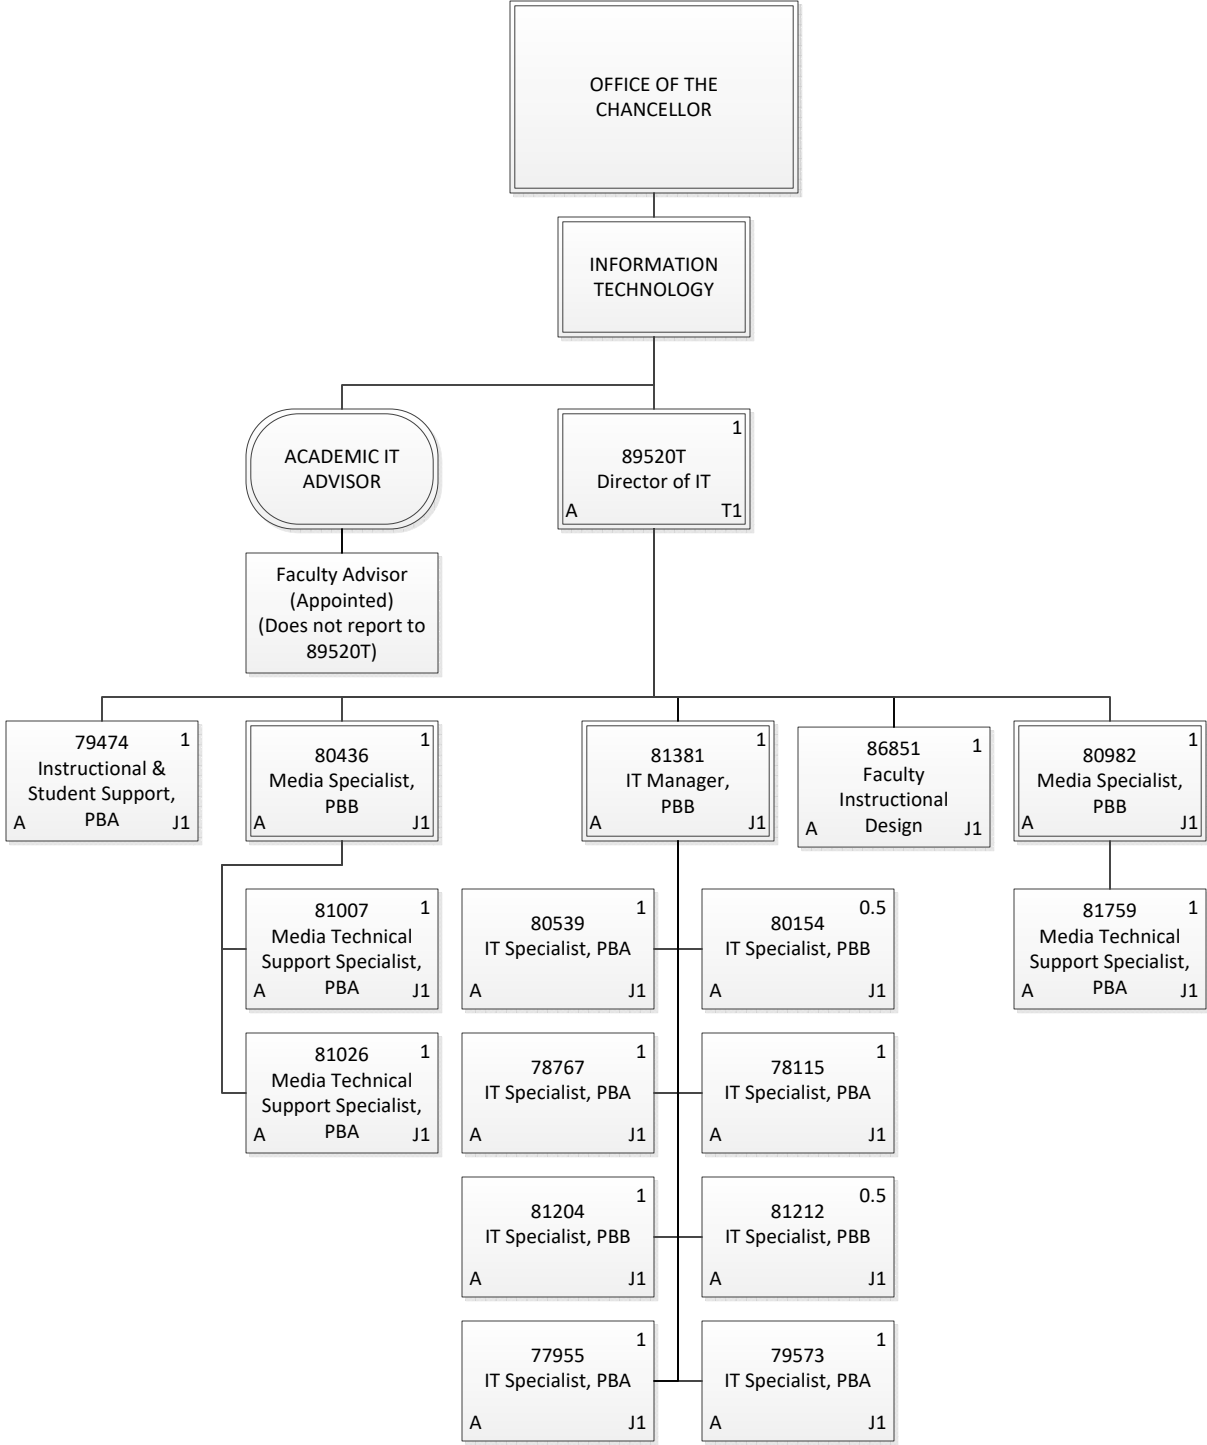 OFFICE OF THE
CHANCELLOR
INFORMATION
TECHNOLOGY
ACADEMIC IT
ADVISOR
Faculty Advisor
(Appointed)
(Does not report to
89520T)
1
89520T
Director of IT
A T1
79474 1
Instructional &
Student Support,
PBA
A J1
1
80436
Media Specialist,
PBB
A J1
81007 1
Media Technical
Support Specialist,
PBA
A J1
81026 1
Media Technical
Support Specialist,
PBA
A J1
1
81381
IT Manager,
PBB
A J1
1
80539
IT Specialist, PBA
A J1
0.5
80154
IT Specialist, PBB
A J1
1
78767
IT Specialist, PBA
A J1
1
78115
IT Specialist, PBA
A J1
1
81204
IT Specialist, PBB
A J1
0.5
81212
IT Specialist, PBB
A J1
1
77955
IT Specialist, PBA
A J1
1
79573
IT Specialist, PBA
A J1
86851 1
Faculty
Instructional
Design
A J1
1
80982
Media Specialist,
PBB
A J1
81759 1
Media Technical
Support Specialist,
PBA
A J1